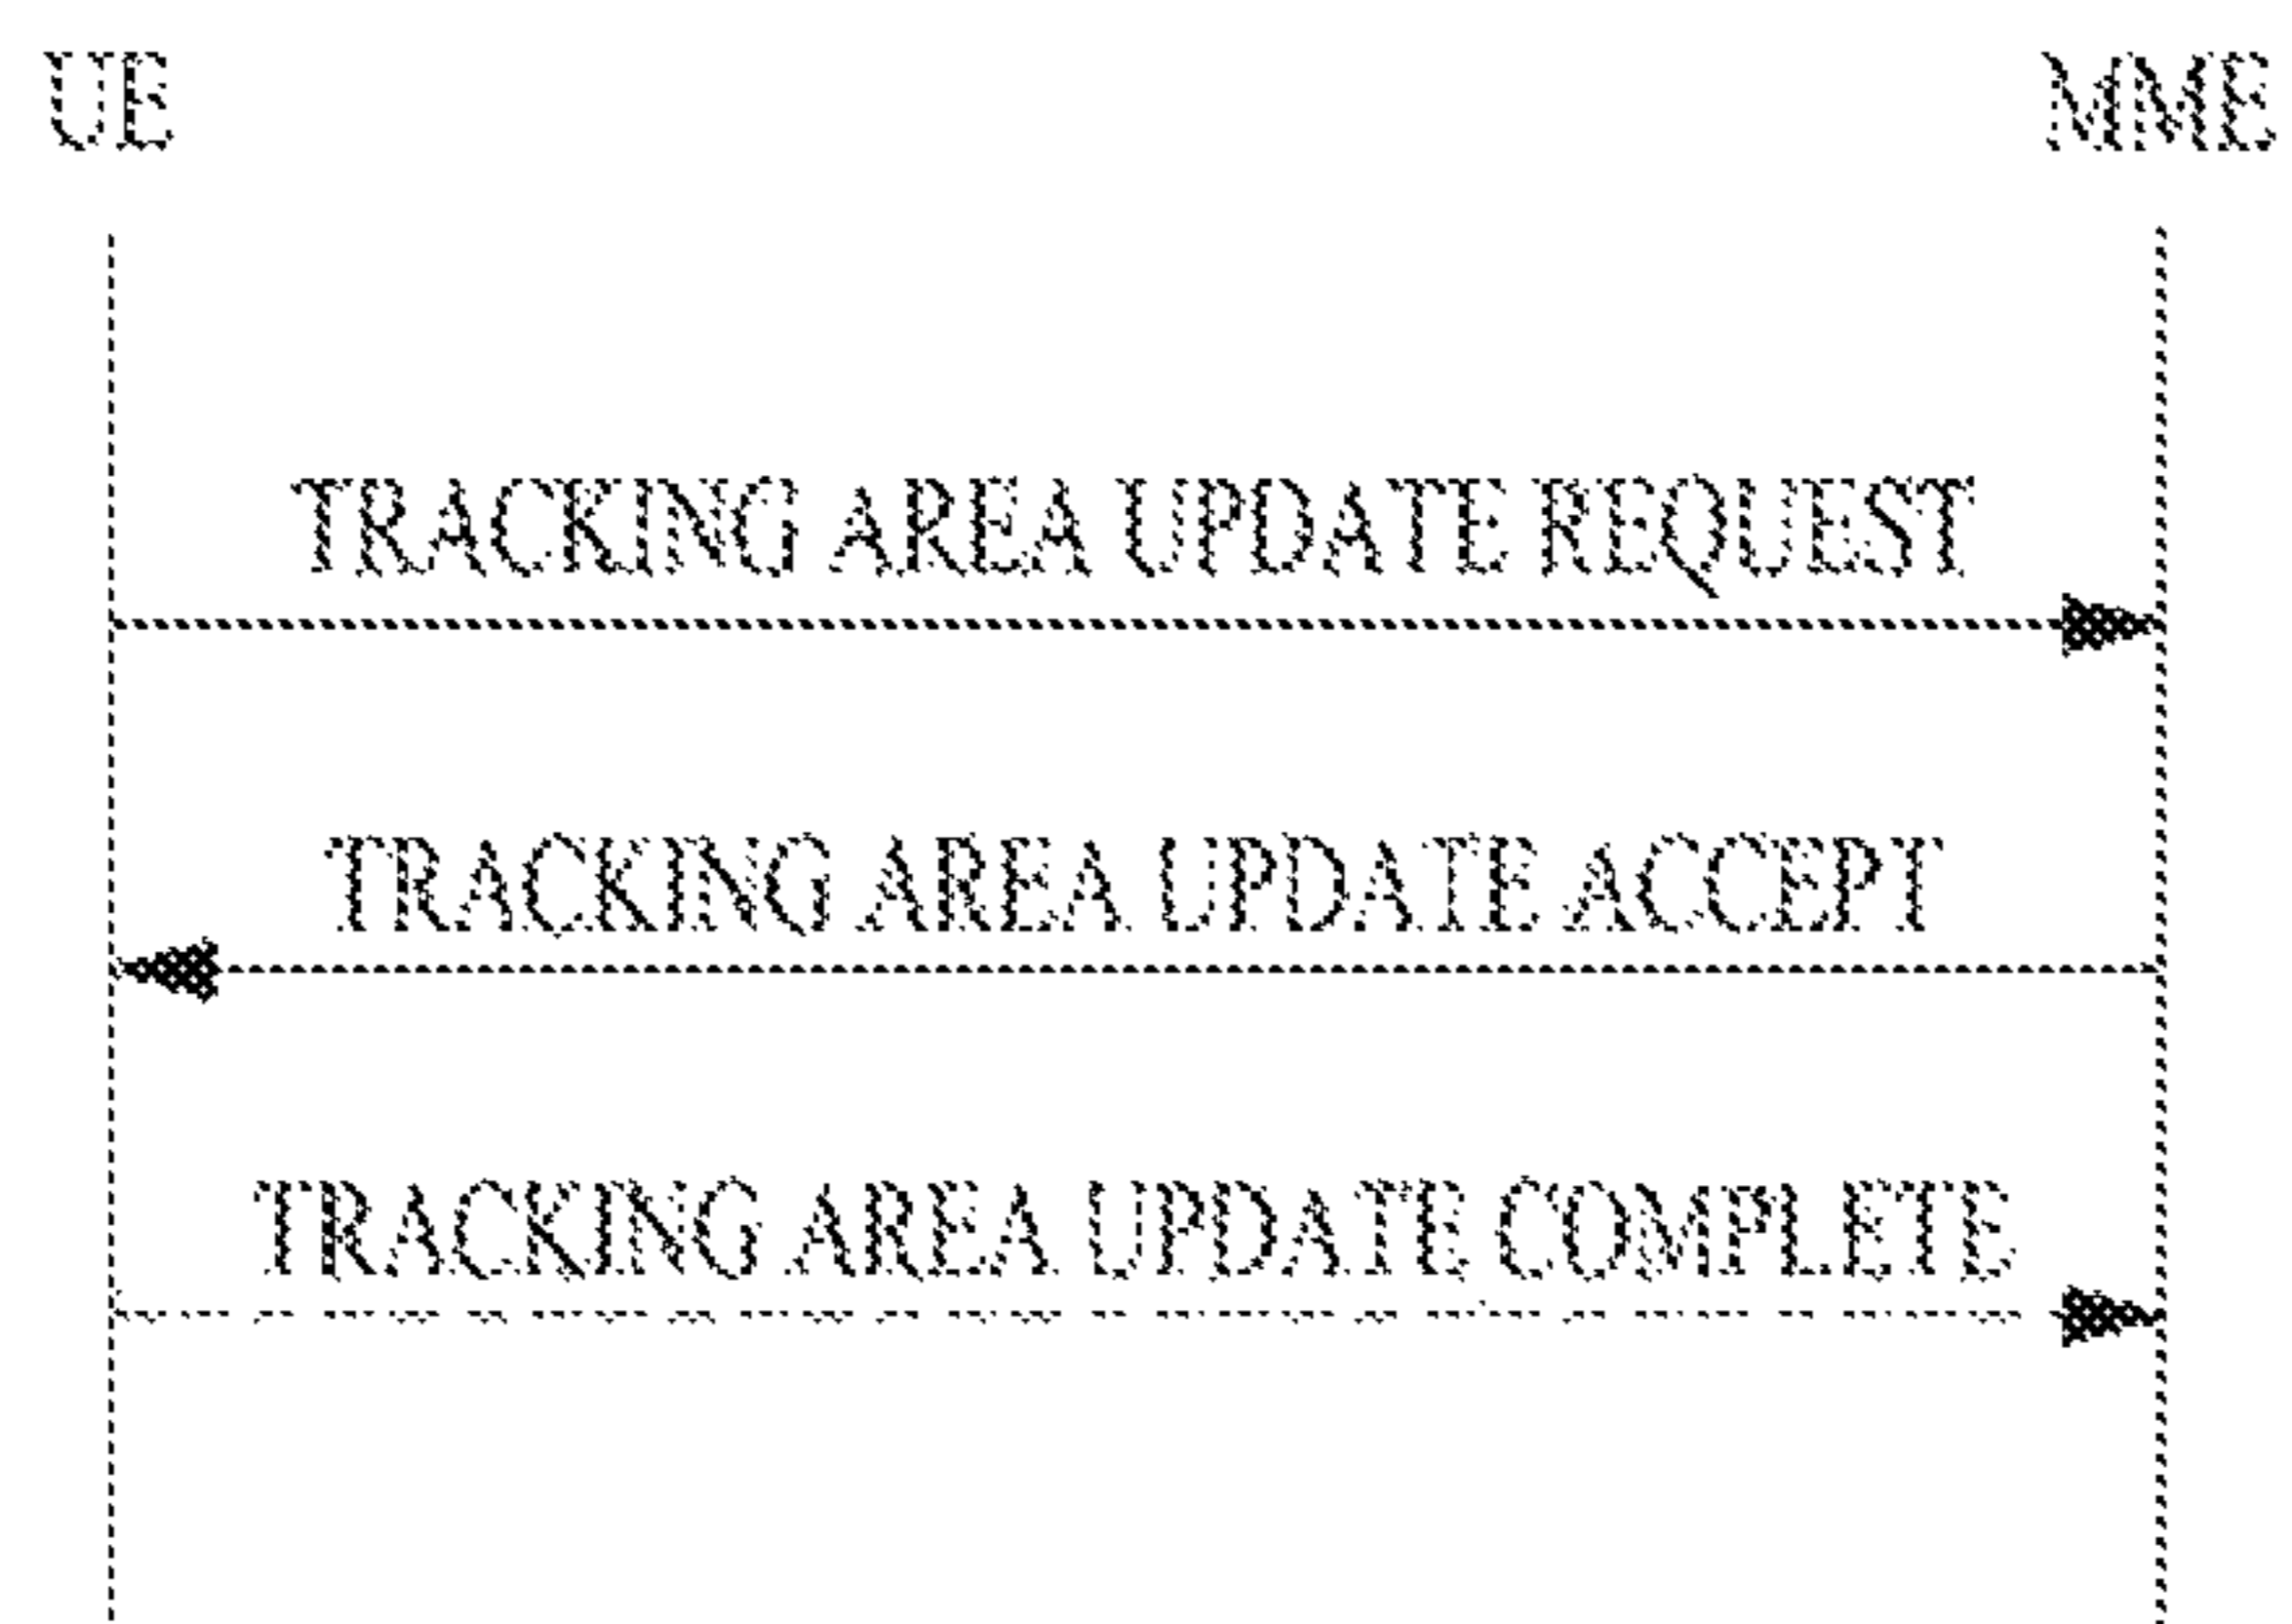 UE MME
TRACKING AREA UPDATE REQUEST
TRACKING AREA UPDATE ACCEPT
TRACKING AREA UPDATE COMPLETE